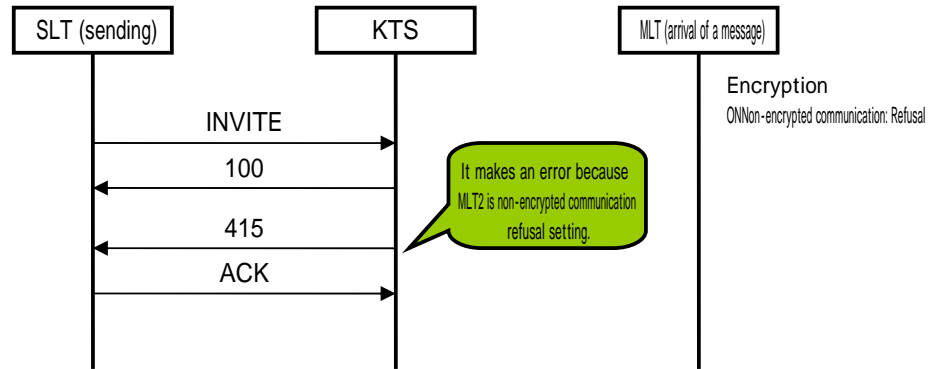 SLT (sending)
KTS
MLT (arrival of a message)
Encryption
ONNon-encrypted communication: Refusal
INVITE
100
It makes an error because
MLT2 is non-encrypted communication
refusal setting.
415
ACK